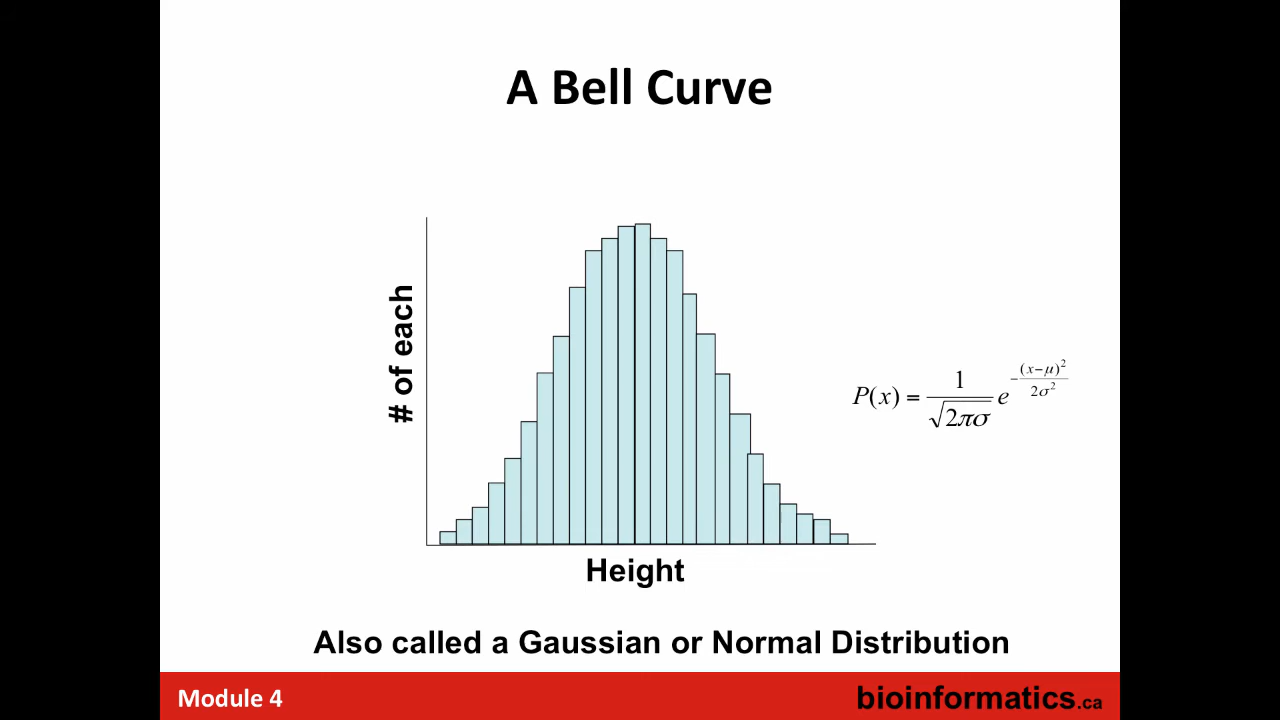 A Bell Curve
# of each
P(x) = 1/√2πσ e^−(x−μ)²/2σ²
Height
Also called a Gaussian or Normal Distribution
Module 4
bioinformatics.ca